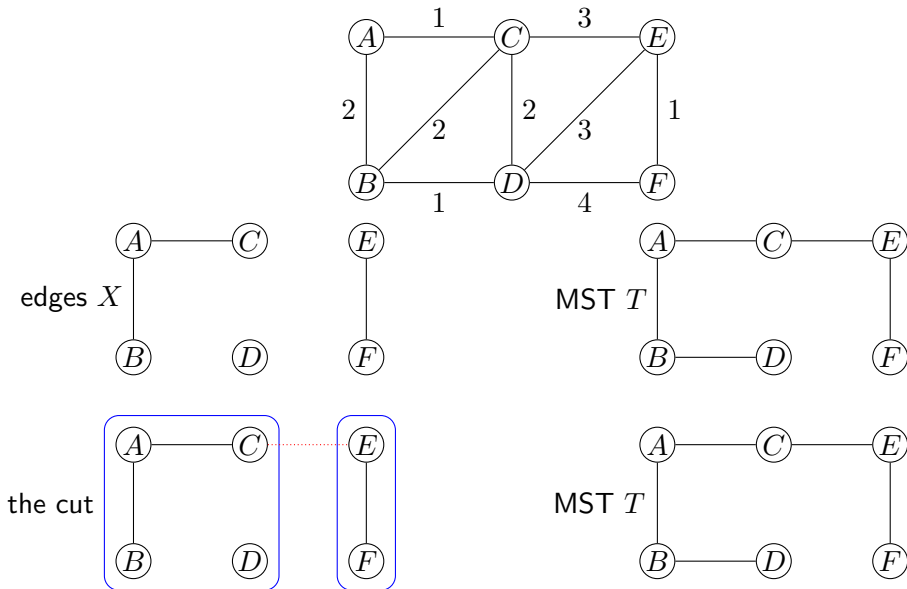 1 3
A C E
2 2 2 3 1
B D F
1 4
A C E
A C E
edges X
MST T
B D F
B D F
A C E
A C E
the cut
MST T
B D F
B D F